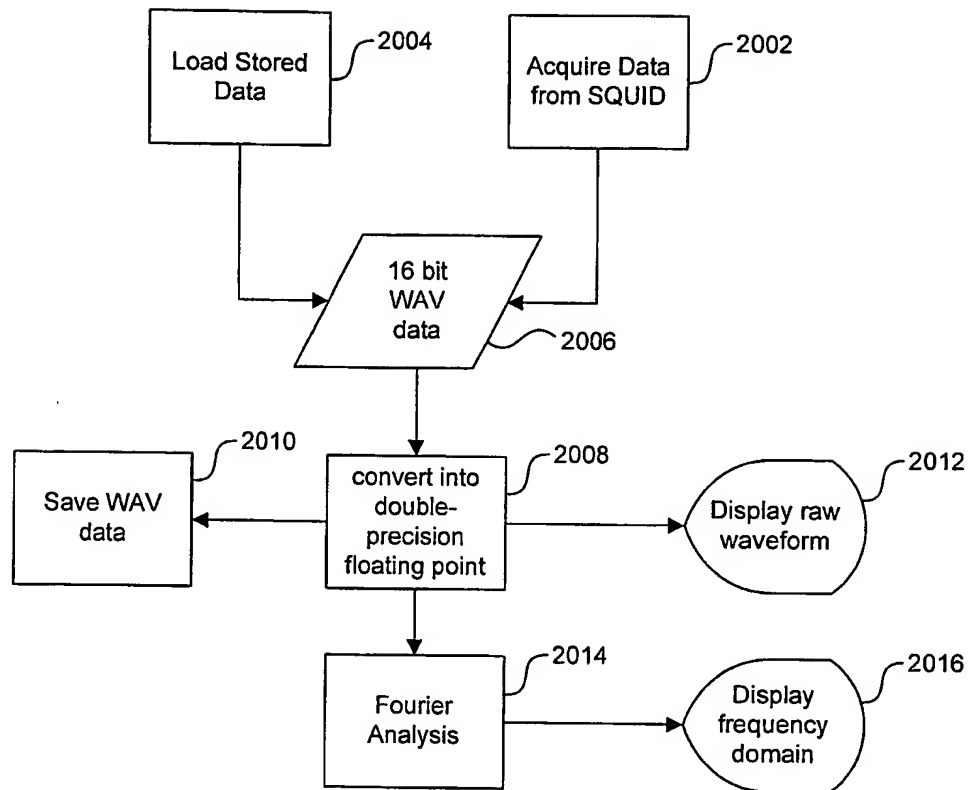 2004
Load Stored
Data
2002
Acquire Data
from SQUID
16 bit
WAV
data
2006
2010
Save WAV
data
2008
convert into
double-
precision
floating point
2012
Display raw
waveform
2014
Fourier
Analysis
2016
Display
frequency
domain